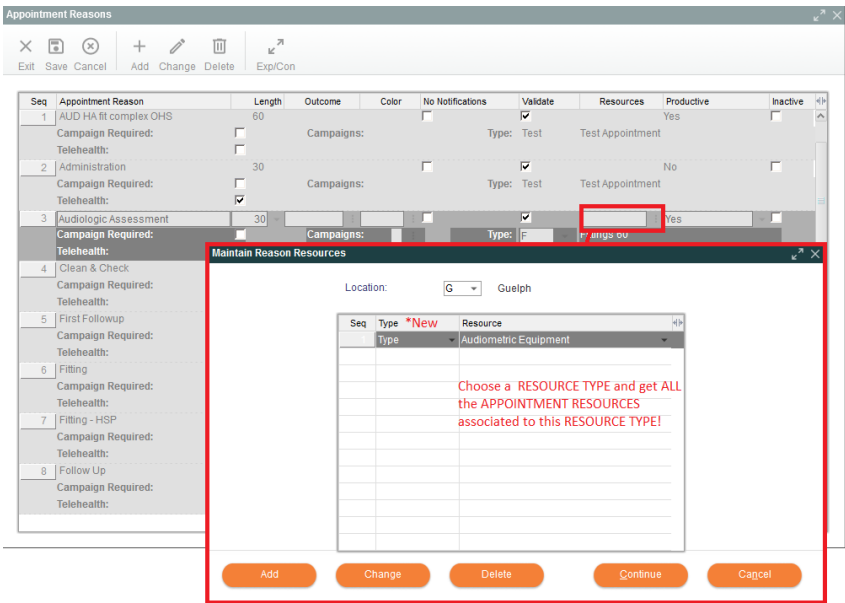 Appointment Reasons
Exit Save Cancel Add Change Delete Exp/Con
Seq Appointment Reason Length Outcome Color No Notifications Validate Resources Productive Inactive
1 AUD HA fit complex OHS 60 Yes
Campaign Required: Campaigns: Type: Test Test Appointment
Telehealth:
2 Administration 30 No
Campaign Required: Campaigns: Type: Test Test Appointment
Telehealth:
3 Audiologic Assessment 30 Yes
Campaign Required: Campaigns: Type: F Fittings 60
Telehealth:
4 Clean & Check
Campaign Required:
Telehealth:
5 First Followup
Campaign Required:
Telehealth:
6 Fitting
Campaign Required:
Telehealth:
7 Fitting - HSP
Campaign Required:
Telehealth:
8 Follow Up
Campaign Required:
Telehealth:
Maintain Reason Resources
Location: G Guelph
Seq Type *New Resource
Type Audiometric Equipment
Choose a RESOURCE TYPE and get ALL
the APPOINTMENT RESOURCES
associated to this RESOURCE TYPE!
Add Change Delete Continue Cancel